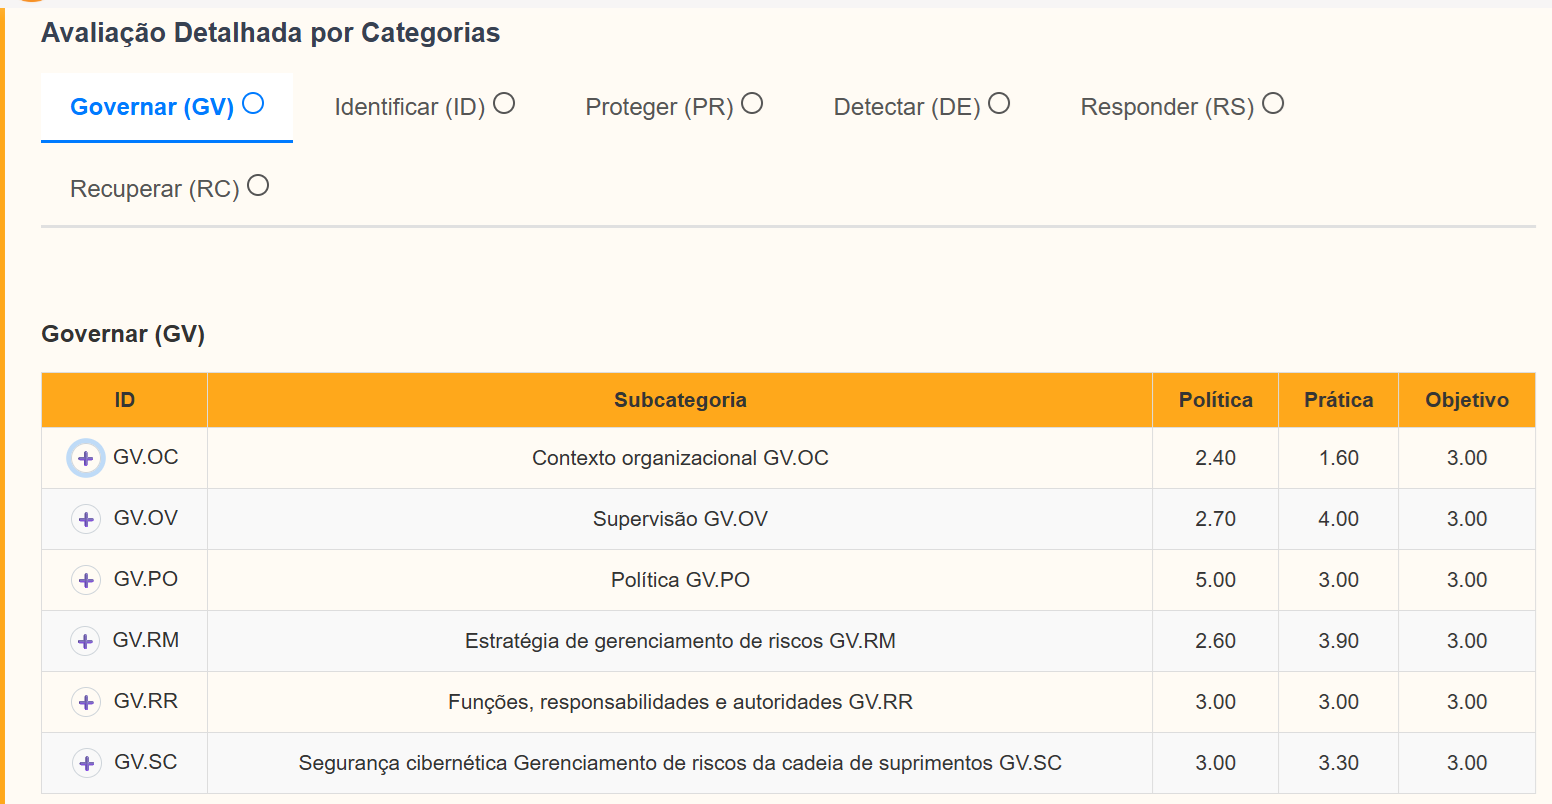 Avaliação Detalhada por Categorias
Governar (GV)
Identificar (ID)
Proteger (PR)
Detectar (DE)
Responder (RS)
Recuperar (RC)
Governar (GV)
ID Subcategoria Política Prática Objetivo
GV.OC Contexto organizacional GV.OC 2.40 1.60 3.00
GV.OV Supervisão GV.OV 2.70 4.00 3.00
GV.PO Política GV.PO 5.00 3.00 3.00
GV.RM Estratégia de gerenciamento de riscos GV.RM 2.60 3.90 3.00
GV.RR Funções, responsabilidades e autoridades GV.RR 3.00 3.00 3.00
GV.SC Segurança cibernética Gerenciamento de riscos da cadeia de suprimentos GV.SC 3.00 3.30 3.00